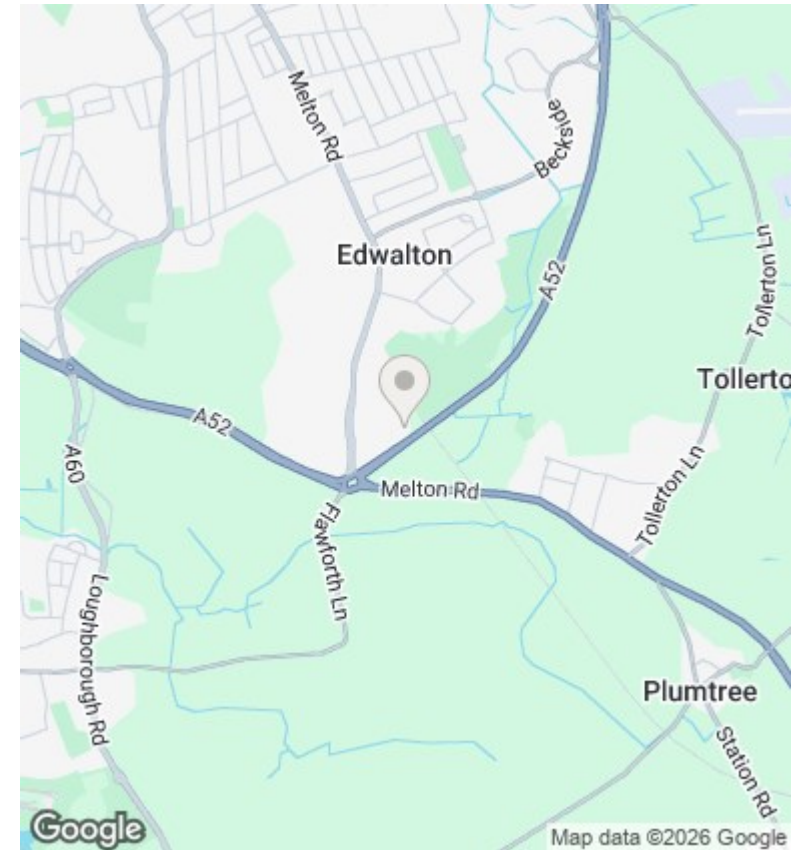 Melton Rd
Beckside
Edwalton
A52
Tollerton Ln
Tollerto
A52
A60
Melton Rd
Tollerton Ln
Flawforth Ln
Loughborough Rd
Plumtree
Station Rd
Google
Map data ©2026 Google